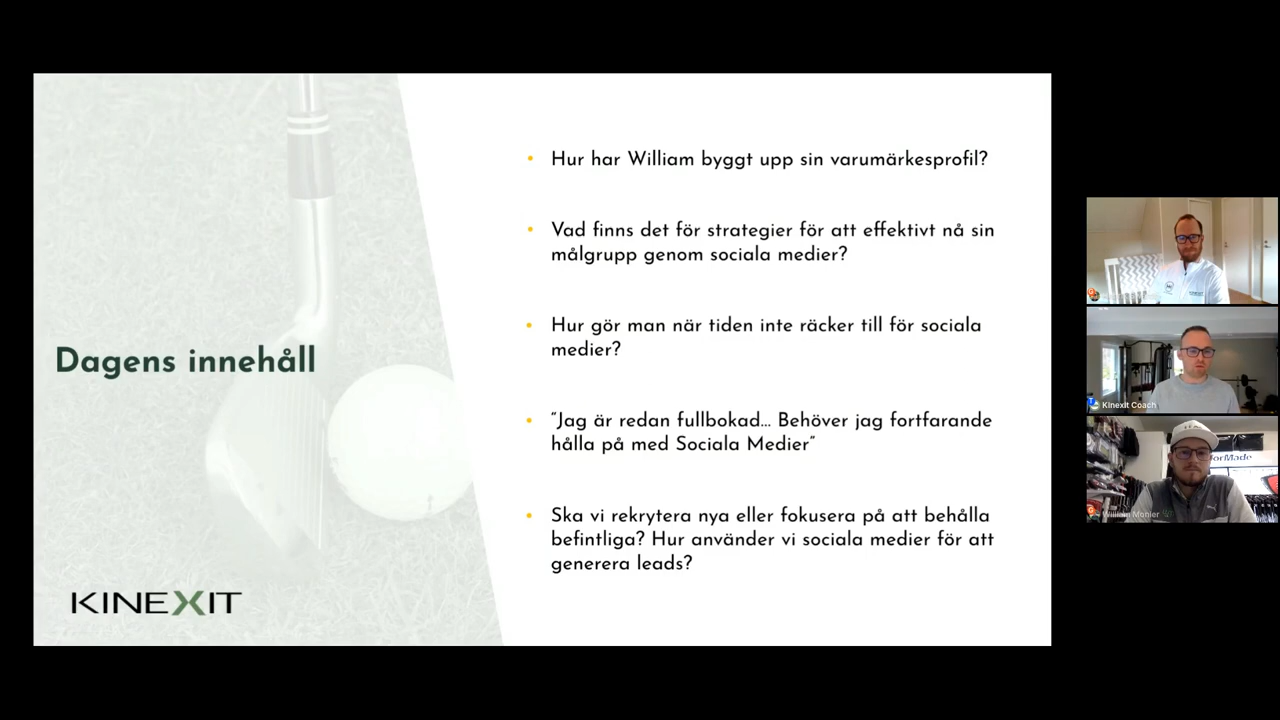 Dagens innehåll
KINEXIT
• Hur har William byggt upp sin varumärkesprofil?
• Vad finns det för strategier för att effektivt nå sin
målgrupp genom sociala medier?
• Hur gör man när tiden inte räcker till för sociala
medier?
• “Jag är redan fullbokad... Behöver jag fortfarande
hålla på med Sociala Medier”
• Ska vi rekrytera nya eller fokusera på att behålla
befintliga? Hur använder vi sociala medier för att
generera leads?
Kinexit Coach
William